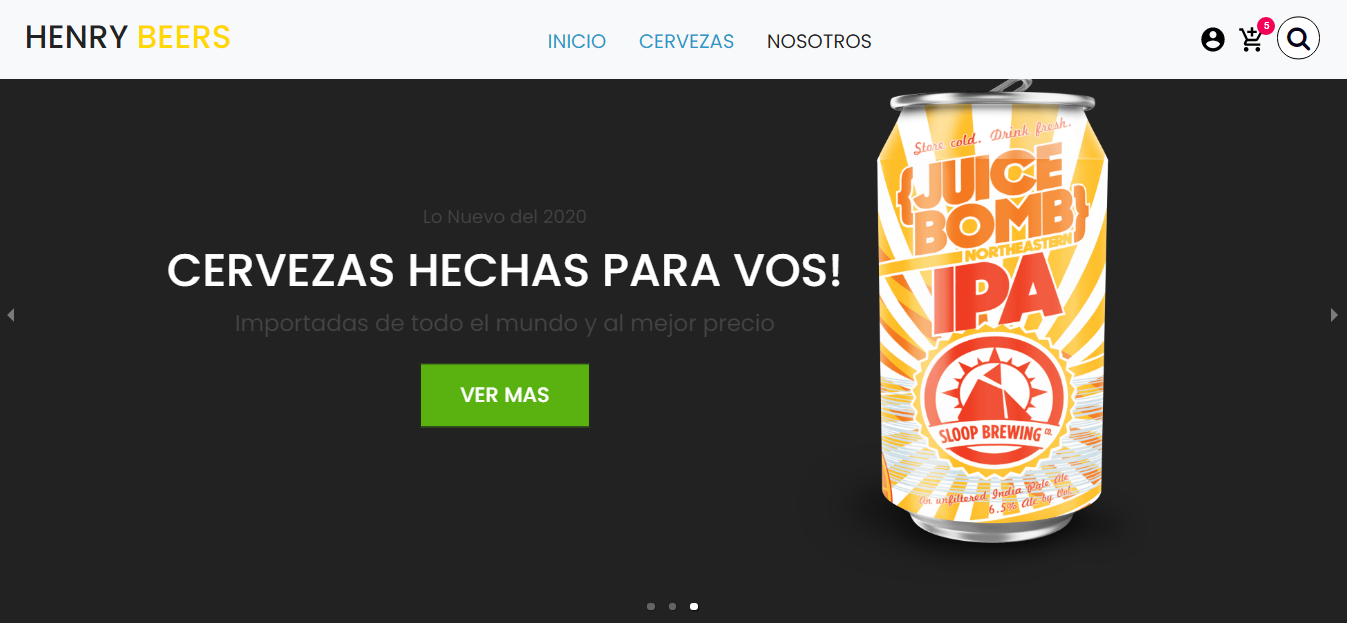 HENRY BEERS
INICIO CERVEZAS NOSOTROS
5
Lo Nuevo del 2020
CERVEZAS HECHAS PARA VOS!
Importadas de todo el mundo y al mejor precio
VER MAS
Store cold. Drink fresh.
{JUICE
BOMB}
NORTHEASTERN
IPA
SLOOP BREWING CO.
An unfiltered India Pale Ale
6.5% Alc by Vol